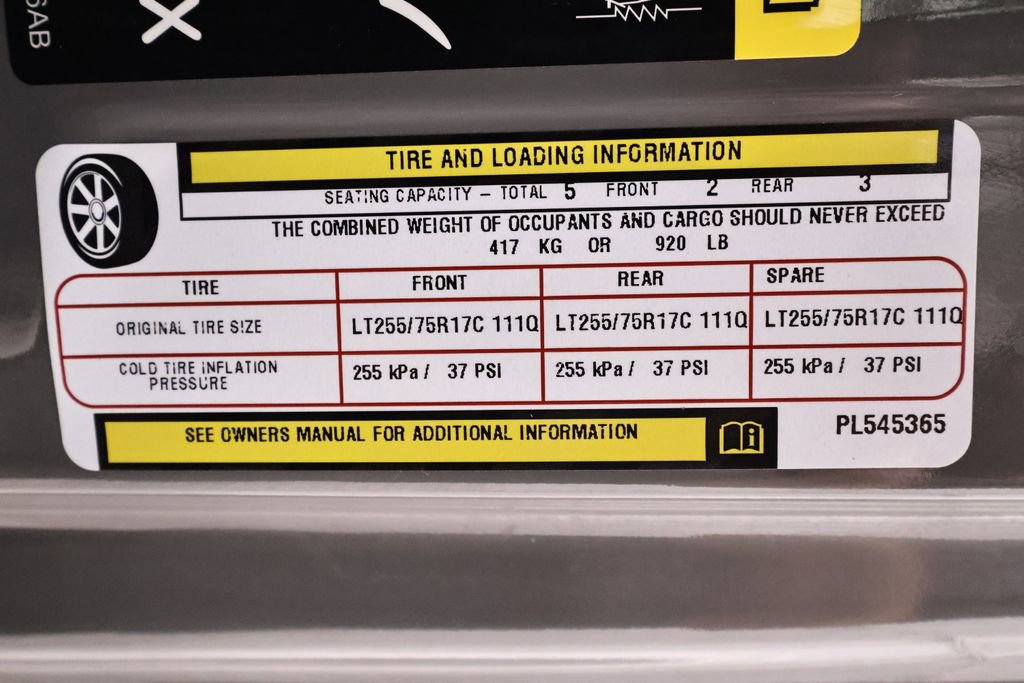 SAB
TIRE AND LOADING INFORMATION
SEATING CAPACITY – TOTAL 5 FRONT 2 REAR 3
THE COMBINED WEIGHT OF OCCUPANTS AND CARGO SHOULD NEVER EXCEED
417 KG OR 920 LB
TIRE FRONT REAR SPARE
ORIGINAL TIRE SIZE LT255/75R17C 111Q LT255/75R17C 111Q LT255/75R17C 111Q
COLD TIRE INFLATION PRESSURE 255 kPa / 37 PSI 255 kPa / 37 PSI 255 kPa / 37 PSI
SEE OWNERS MANUAL FOR ADDITIONAL INFORMATION
PL545365